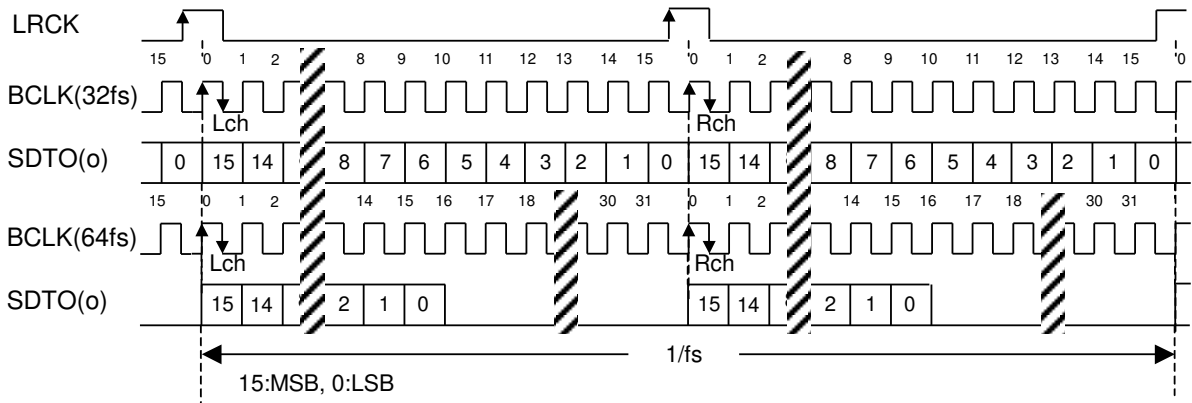 LRCK
15 0 1 2 8 9 10 11 12 13 14 15 0 1 2 8 9 10 11 12 13 14 15 0
BCLK(32fs)
Lch Rch
SDTO(o) 0 15 14 8 7 6 5 4 3 2 1 0 15 14 8 7 6 5 4 3 2 1 0
15 0 1 2 14 15 16 17 18 30 31 0 1 2 14 15 16 17 18 30 31
BCLK(64fs)
Lch Rch
SDTO(o) 15 14 2 1 0 15 14 2 1 0
1/fs
15:MSB, 0:LSB